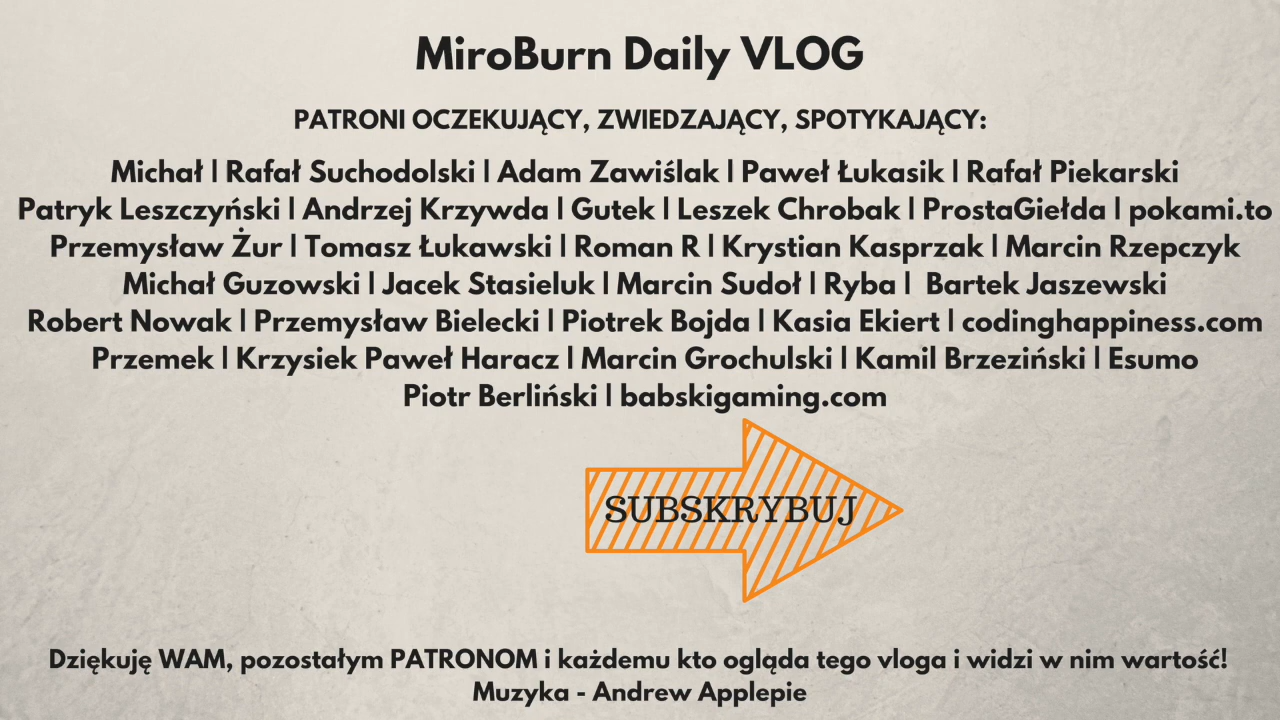 MiroBurn Daily VLOG
PATRONI OCZEKUJĄCY, ZWIEDZAJĄCY, SPOTYKAJĄCY:
Michał | Rafał Suchodolski | Adam Zawiślak | Paweł Łukasik | Rafał Piekarski
Patryk Leszczyński | Andrzej Krzywda | Gutek | Leszek Chrobak | ProstaGiełda | pokami.to
Przemysław Żur | Tomasz Łukawski | Roman R | Krystian Kasprzak | Marcin Rzepczyk
Michał Guzowski | Jacek Stasieluk | Marcin Sudoł | Ryba | Bartek Jaszewski
Robert Nowak | Przemysław Bielecki | Piotrek Bojda | Kasia Ekiert | codinghappiness.com
Przemek | Krzysiek Paweł Haracz | Marcin Grochulski | Kamil Brzeziński | Esumo
Piotr Berliński | babskigaming.com
SUBSKRYBUJ
Dziękuję WAM, pozostałym PATRONOM i każdemu kto ogląda tego vloga i widzi w nim wartość!
Muzyka - Andrew Applepie